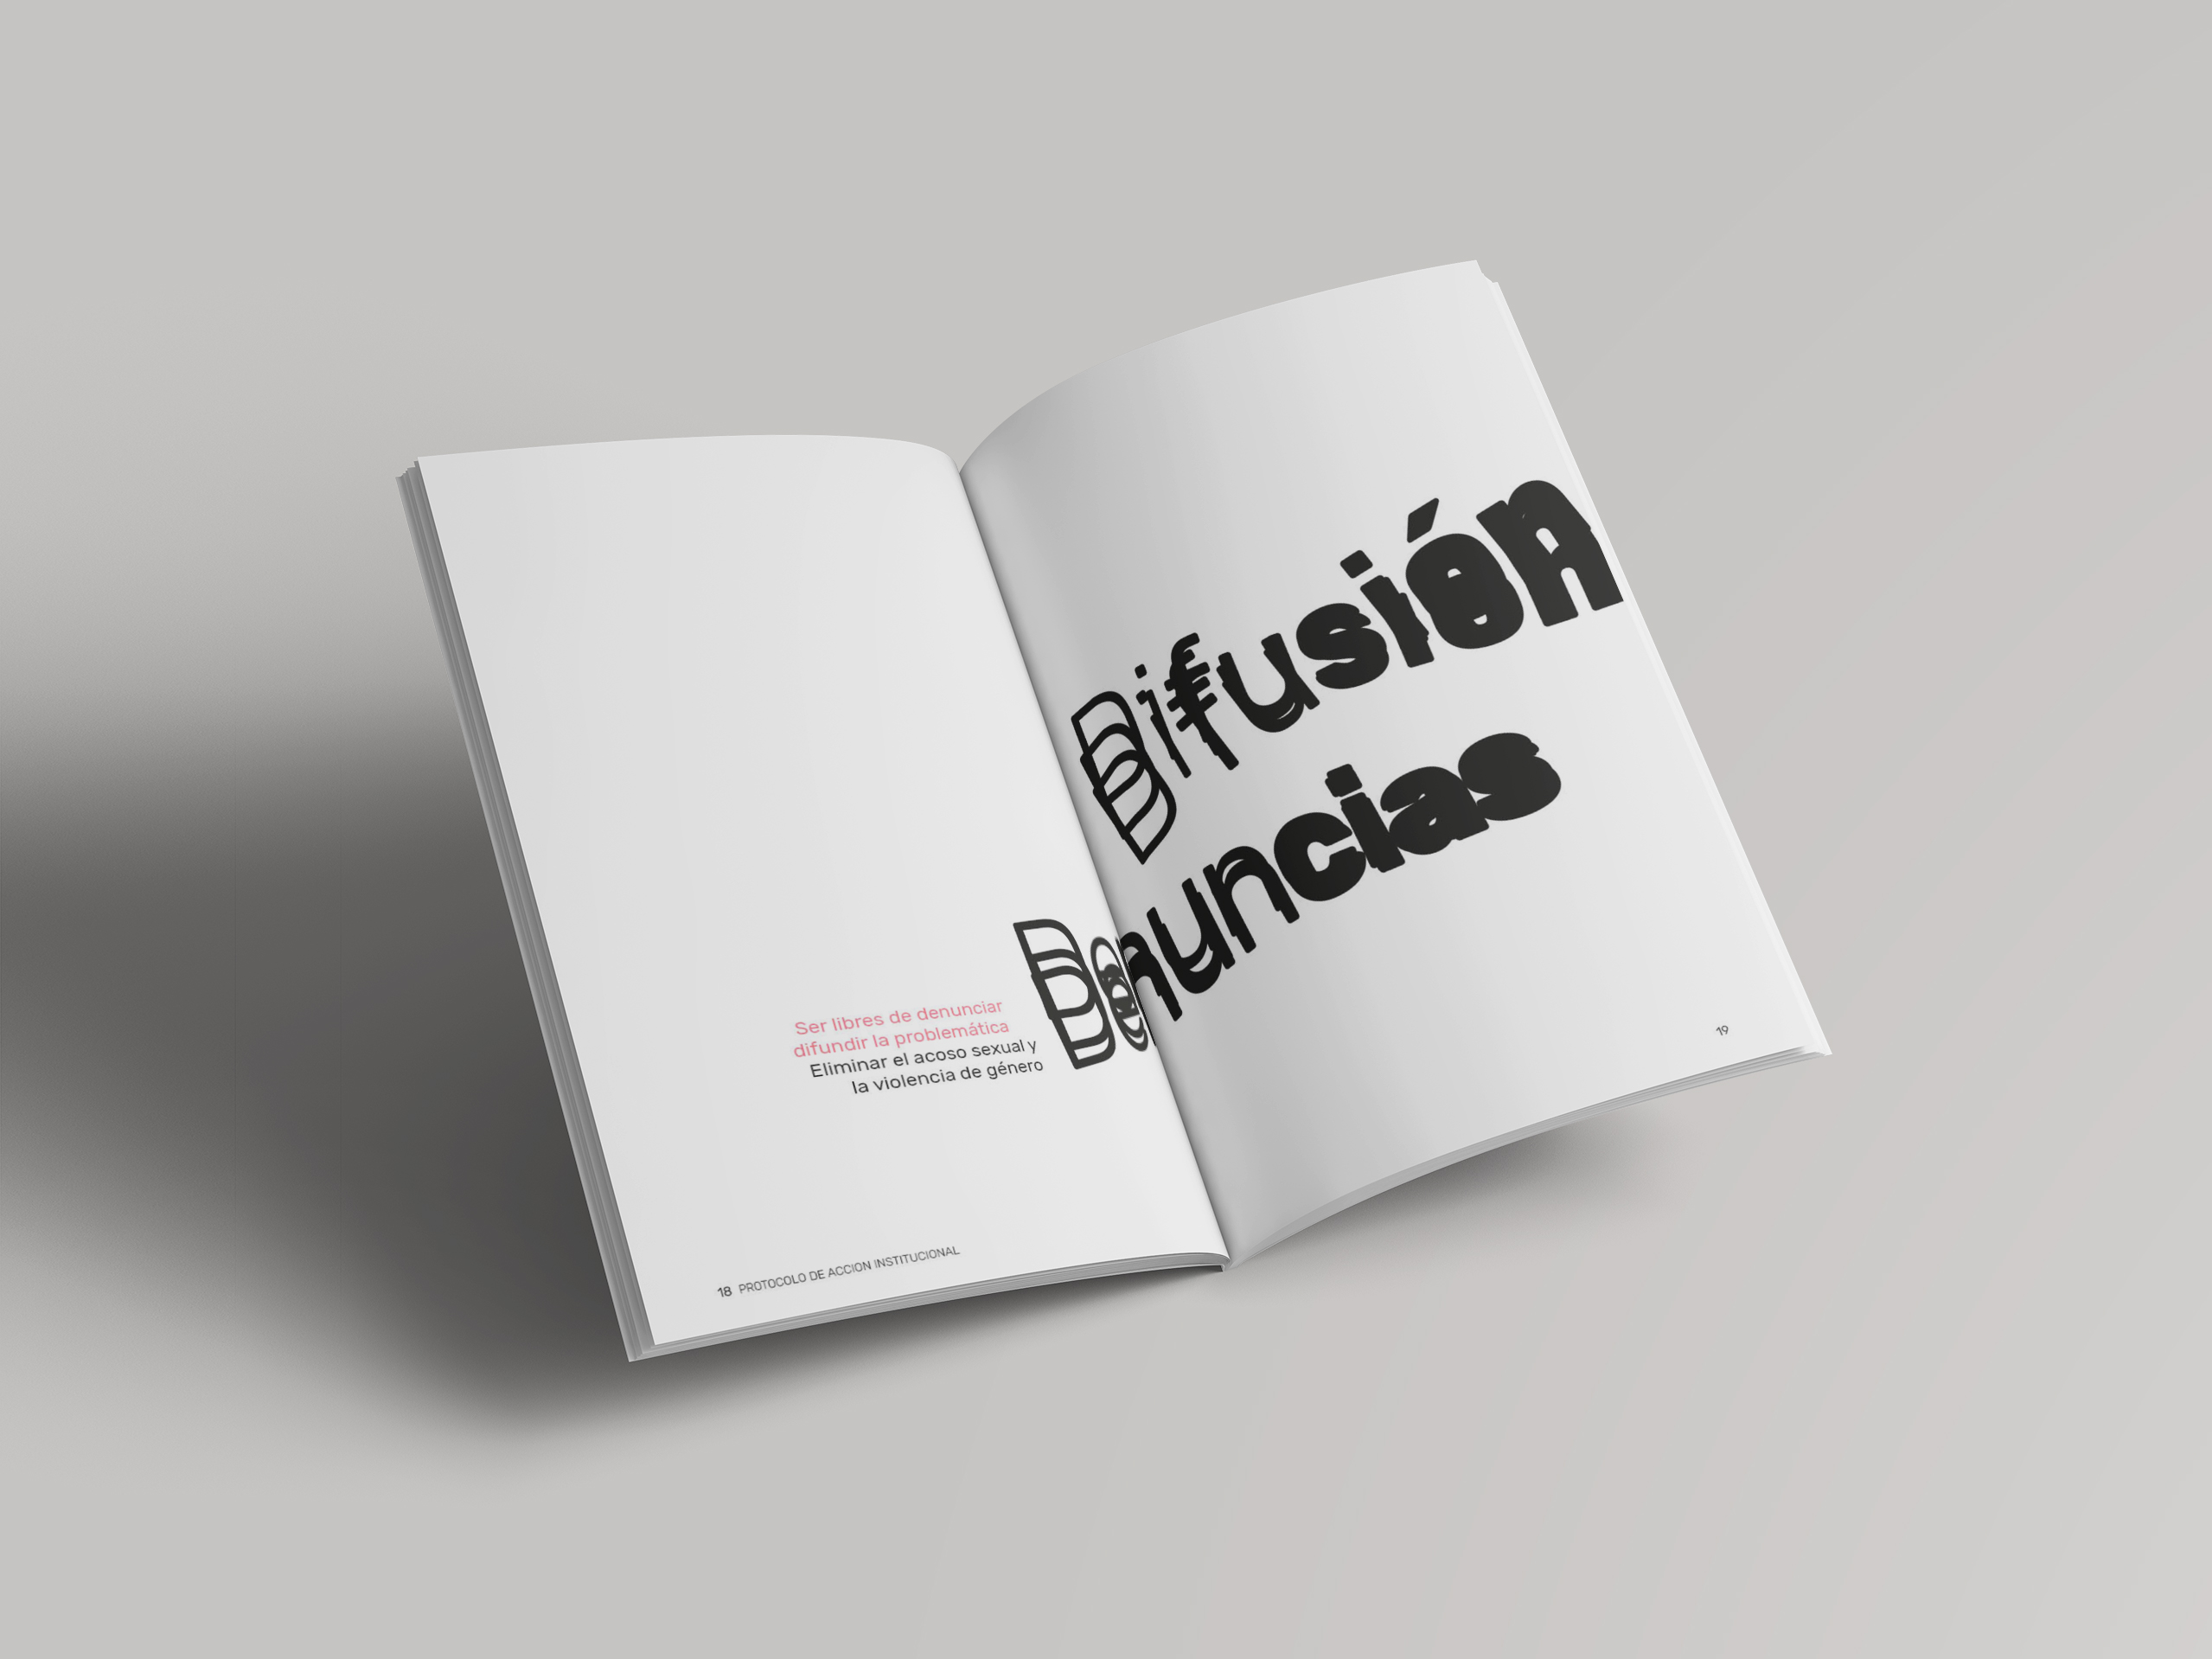 Difusión
Denuncias
Ser libres de denunciar
difundir la problemática
Eliminar el acoso sexual y
la violencia de género
18 PROTOCOLO DE ACCION INSTITUCIONAL
19